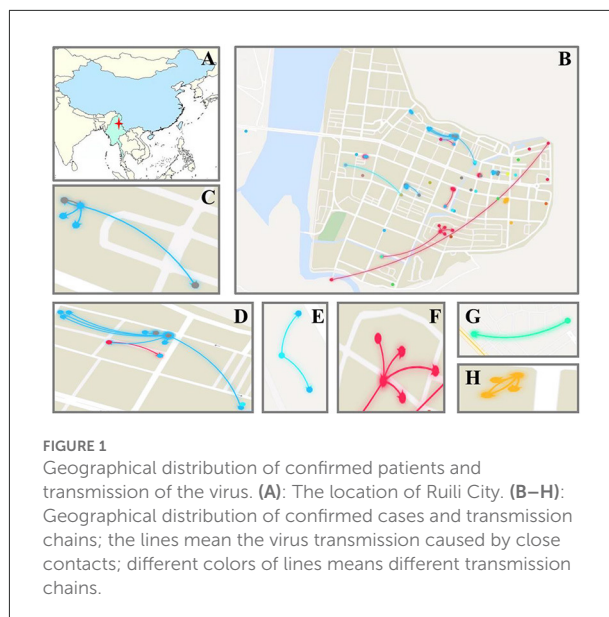 A
B
C
D
E
F
G
H
FIGURE 1
Geographical distribution of confirmed patients and
transmission of the virus. (A): The location of Ruili City. (B–H):
Geographical distribution of confirmed cases and transmission
chains; the lines mean the virus transmission caused by close
contacts; different colors of lines means different transmission
chains.